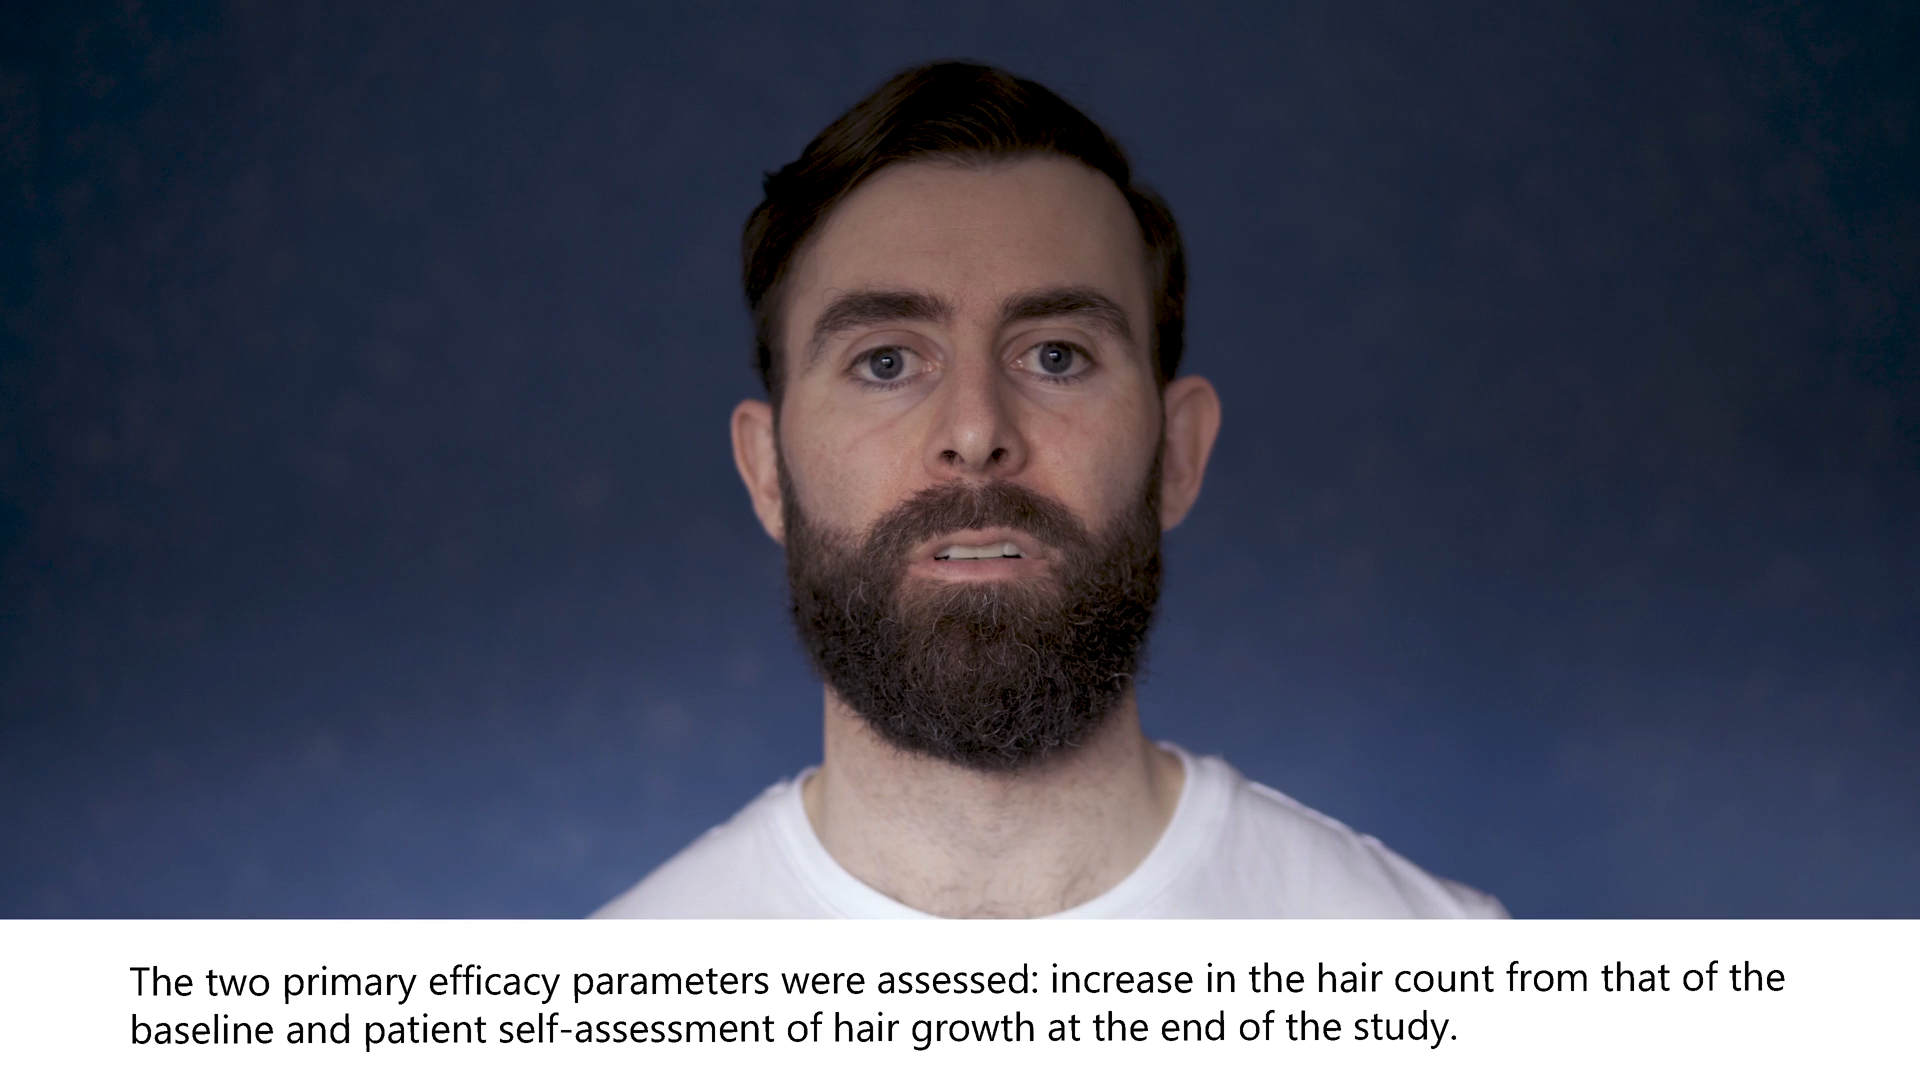 The two primary efficacy parameters were assessed: increase in the hair count from that of the
baseline and patient self-assessment of hair growth at the end of the study.